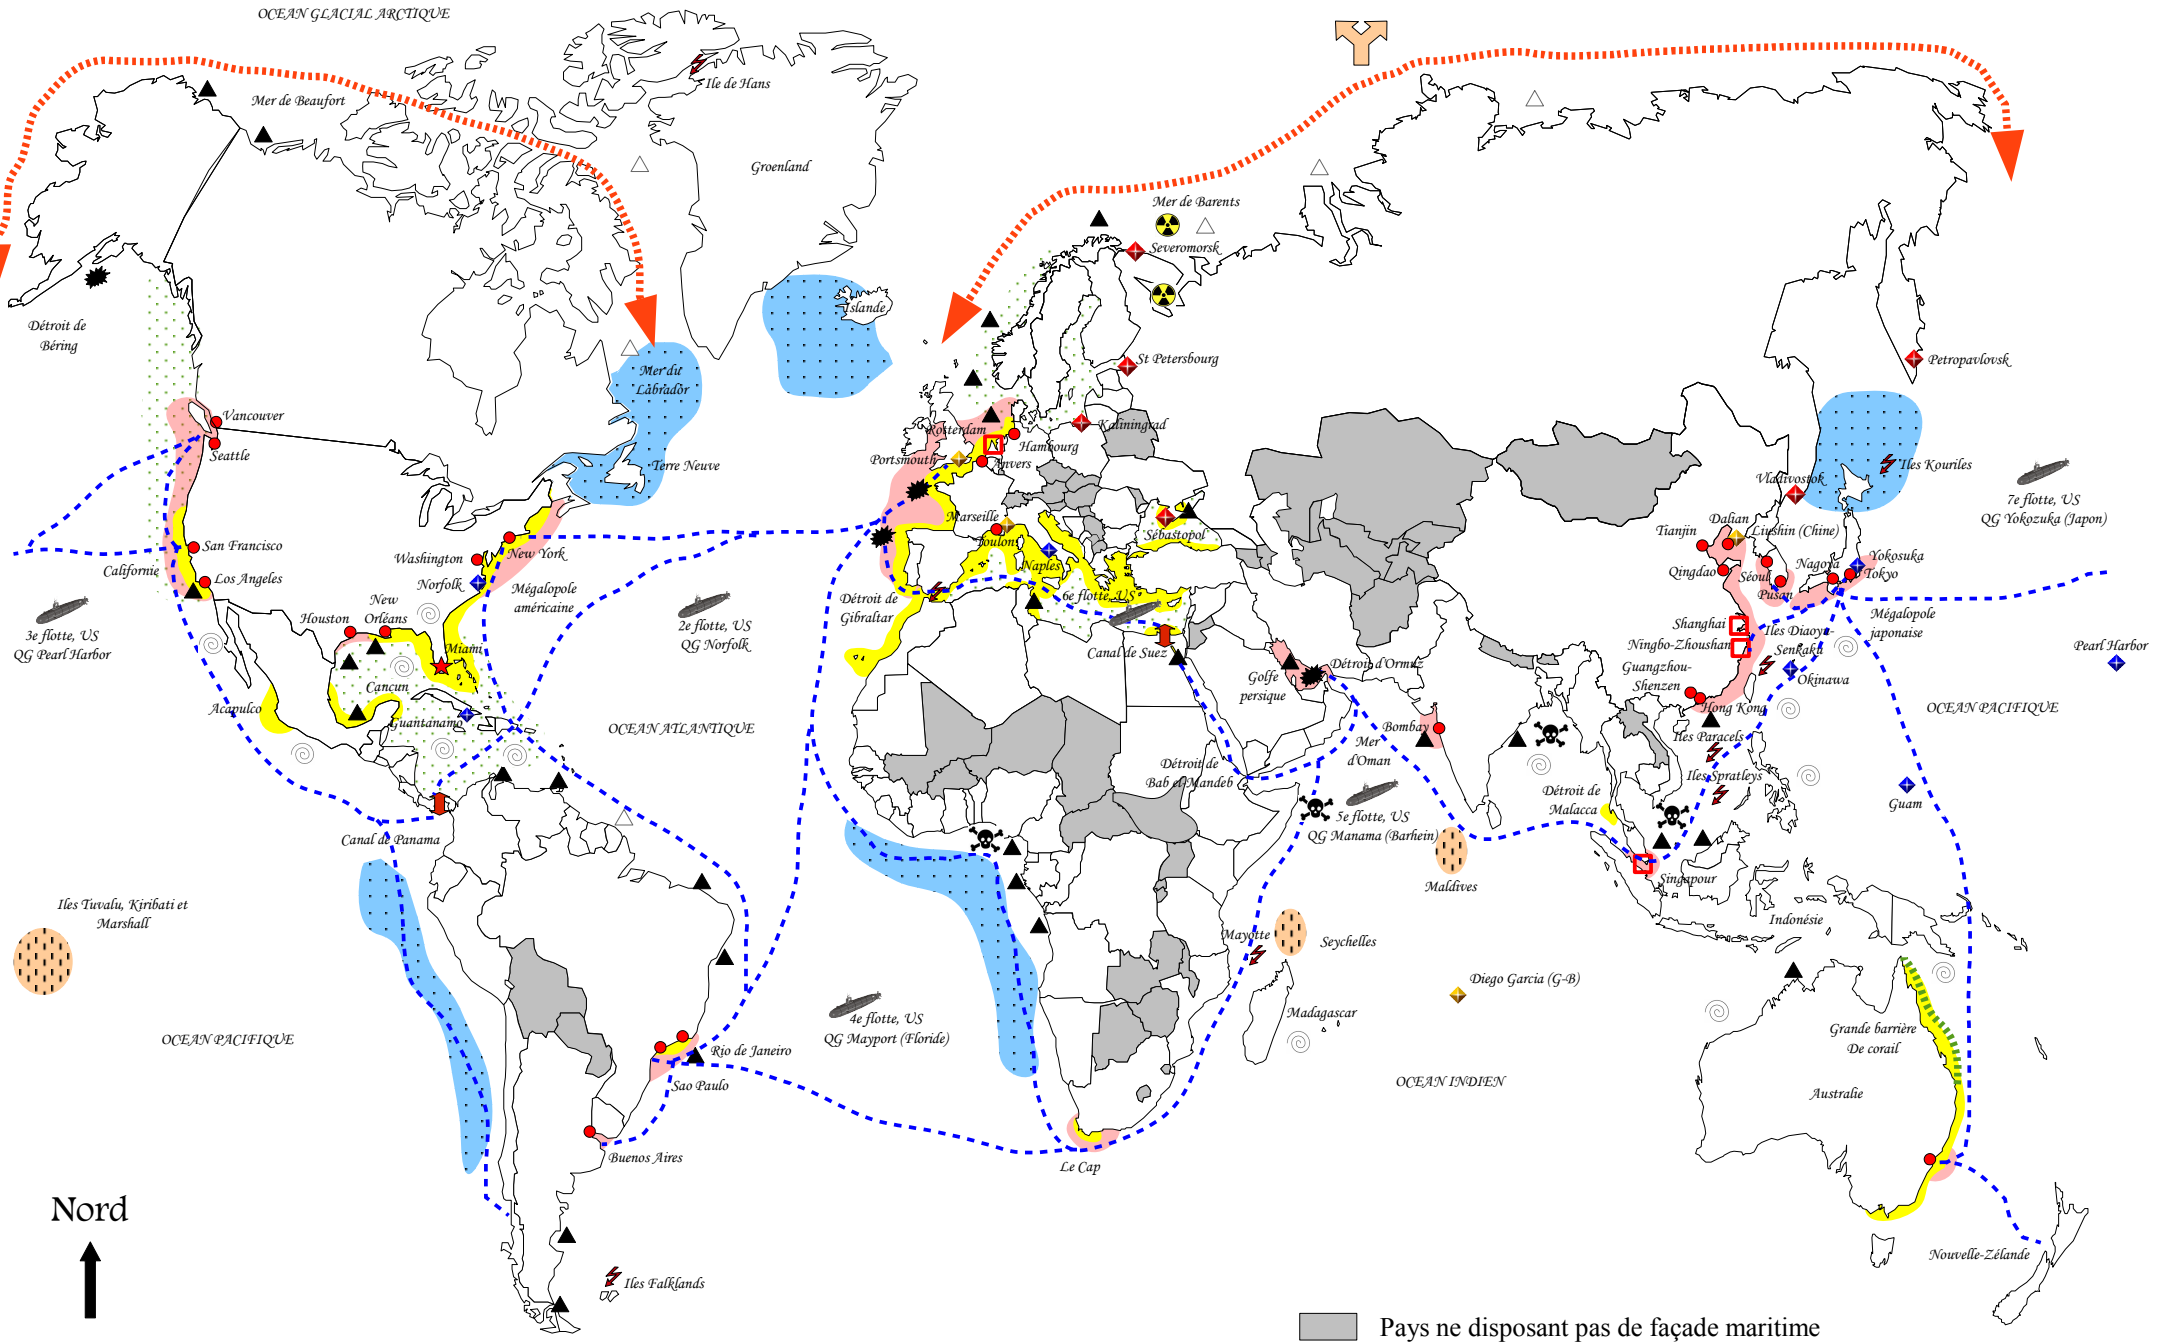 OCEAN GLACIAL ARCTIQUE
Ile de Hans
Mer de Beaufort
Groenland
Mer de Barents
Severomorsk
Islande
Détroit de
Béring
St Petersbourg
Petropavlovsk
Mer du
Labrador
Vancouver
Seattle
Rosterdam
Kaliningrad
Hambourg
Portsmouth
Anvers
Terre Neuve
Iles Kouriles
Vladivostok
7e flotte, US
QG Yokozuka (Japon)
Marseille
Toulon
Sébastopol
Dalian
Tianjin
Liushin (Chine)
San Francisco
Californie
Los Angeles
Washington
New York
Norfolk
Mégalopole
américaine
Naples
6e flotte, US
Détroit de
Gibraltar
Qingdao
Séoul
Pusan
Nagoya
Yokosuka
Tokyo
Mégalopole
japonaise
3e flotte, US
QG Pearl Harbor
Houston
New
Orléans
Miami
2e flotte, US
QG Norfolk
Canal de Suez
Détroit d'Ormuz
Golfe
persique
Shanghai
Ningbo-Zhoushan
Iles Diaoyu-
Senkaku
Guangzhou-
Shenzen
Okinawa
Pearl Harbor
Cancun
Acapulco
Guantanamo
OCEAN ATLANTIQUE
Hong Kong
OCEAN PACIFIQUE
Bombay
Mer
d'Oman
Iles Paracels
Détroit de
Bab el-Mandeb
Iles Spratleys
Détroit de
Malacca
Guam
Canal de Panama
5e flotte, US
QG Manama (Barhein)
Maldives
Singapour
Iles Tuvalu, Kiribati et
Marshall
Indonésie
Mayotte
Seychelles
Diego Garcia (G-B)
Madagascar
4e flotte, US
QG Mayport (Floride)
OCEAN PACIFIQUE
Rio de Janeiro
Sao Paulo
Grande barrière
De corail
OCEAN INDIEN
Australie
Buenos Aires
Le Cap
Nord
Iles Falklands
Nouvelle-Zélande
Pays ne disposant pas de façade maritime